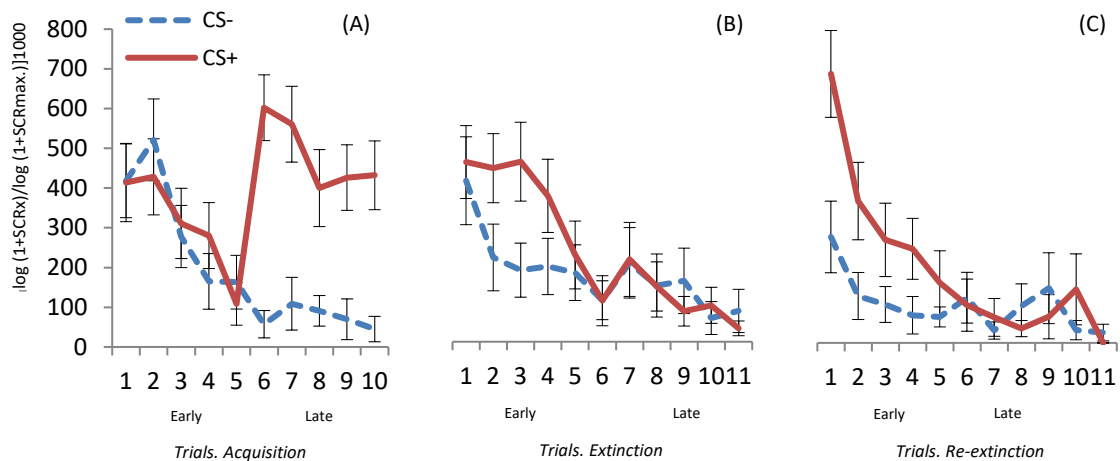 [log (1+SCRx)/log (1+SCRmax.)]1000
800
700
600
500
400
300
200
100
0
CS-
CS+
(A)
(B)
(C)
1 2 3 4 5 6 7 8 9 10
1 2 3 4 5 6 7 8 9 10 11
1 2 3 4 5 6 7 8 9 10 11
Early Late
Early Late
Early Late
Trials. Acquisition
Trials. Extinction
Trials. Re-extinction